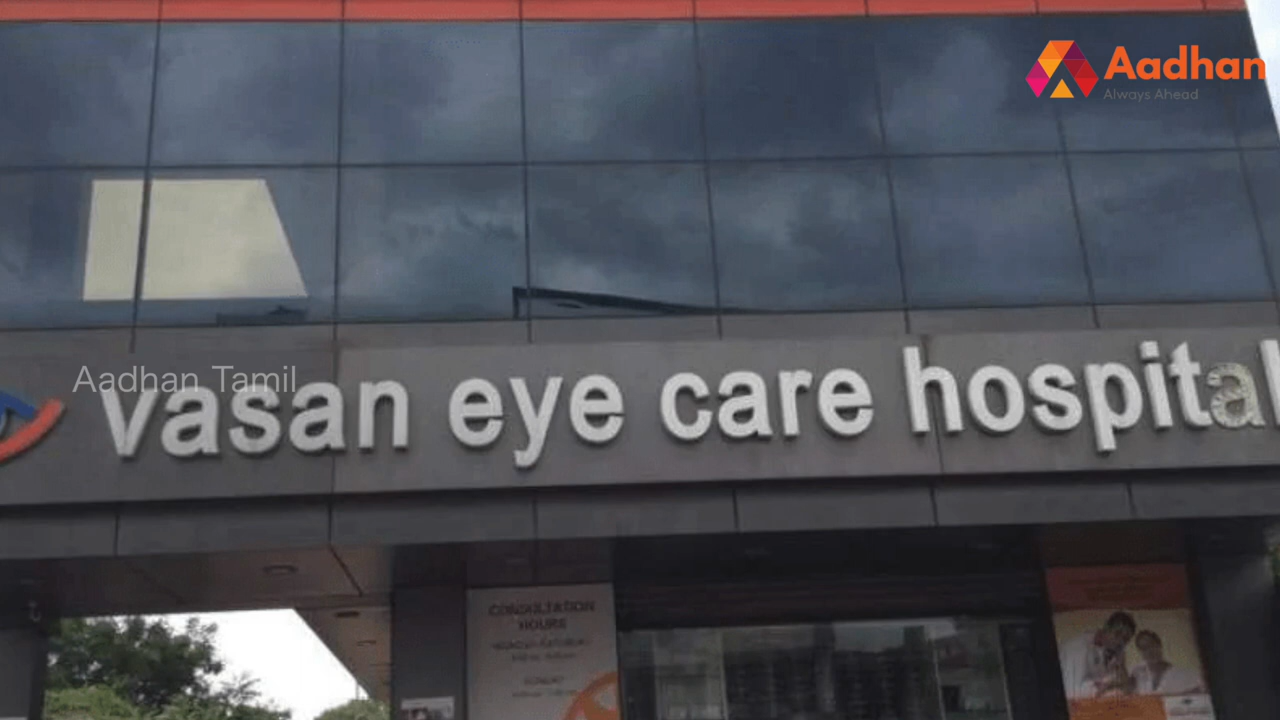 Aadhan
Always Ahead
Aadhan Tamil
vasan eye care hospital
CONSULTATION
HOURS